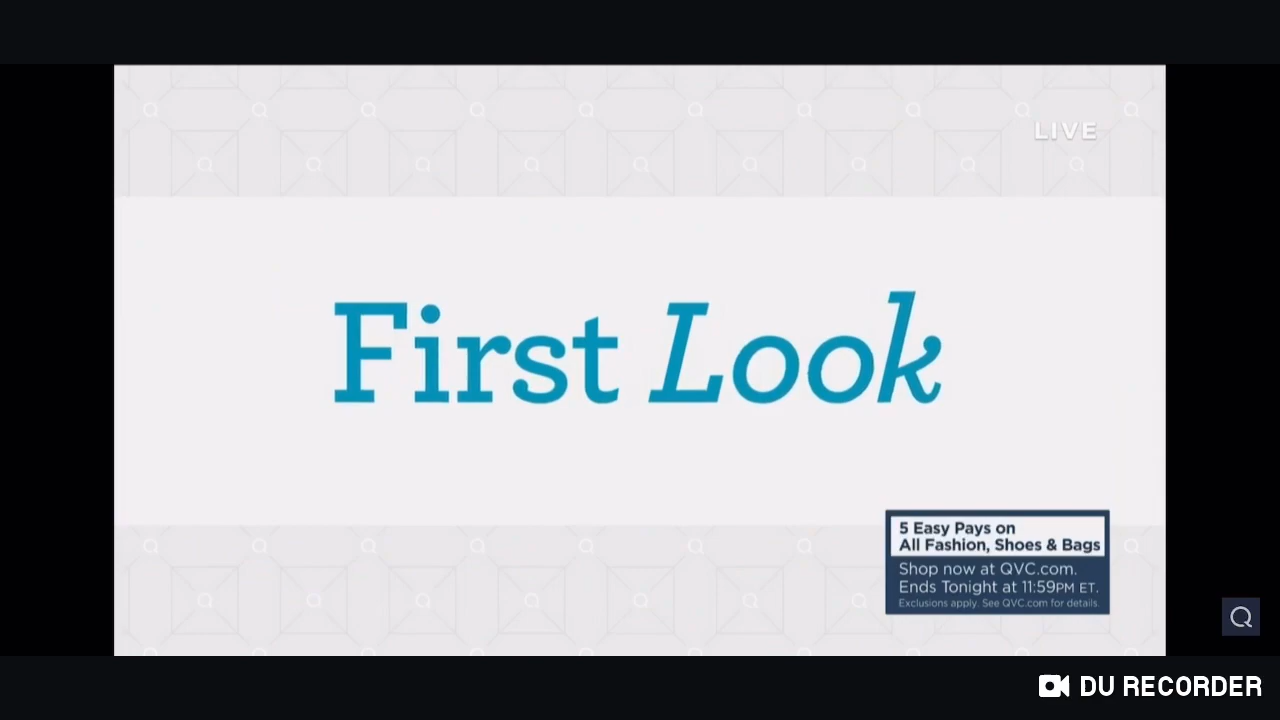 LIVE
First Look
5 Easy Pays on
All Fashion, Shoes & Bags
Shop now at QVC.com.
Ends Tonight at 11:59PM ET.
Exclusions apply. See QVC.com for details.
DU RECORDER